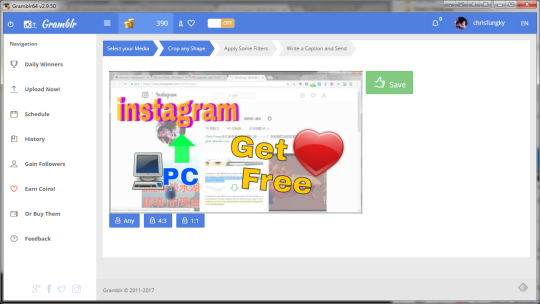 Gramblr64 v2.9.50
Gramblr
390
OFF
0
chrisfungky
EN
Navigation
Daily Winners
Upload Now!
Schedule
History
Gain Followers
Earn Coins!
Or Buy Them
Feedback
Select your Media
Crop any Shape
Apply Some Filters
Write a Caption and Send
instagram
PC
Get
Free
Save
Any
4:3
1:1
Gramblr © 2011-2017